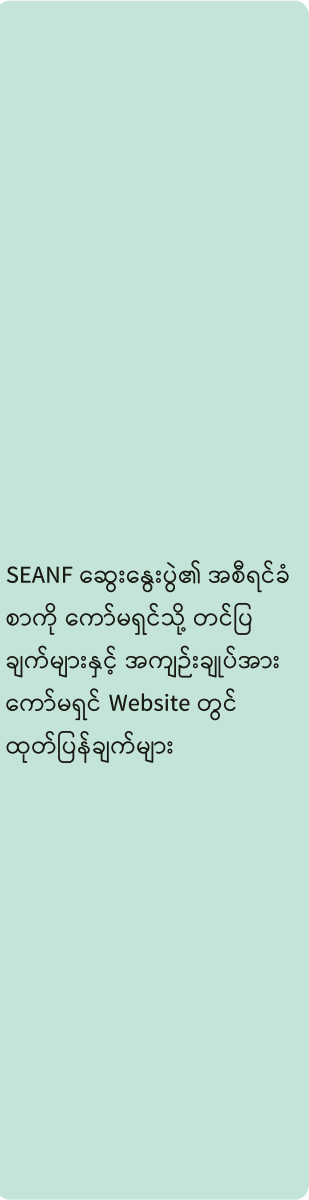 SEANF ဆွေးနွေးပွဲ၏ အစီရင်ခံ
စာကို ကော်မရှင်သို့ တင်ပြ
ချက်များနှင့် အကျဉ်းချုပ်အား
ကော်မရှင် Website တွင်
ထုတ်ပြန်ချက်များ